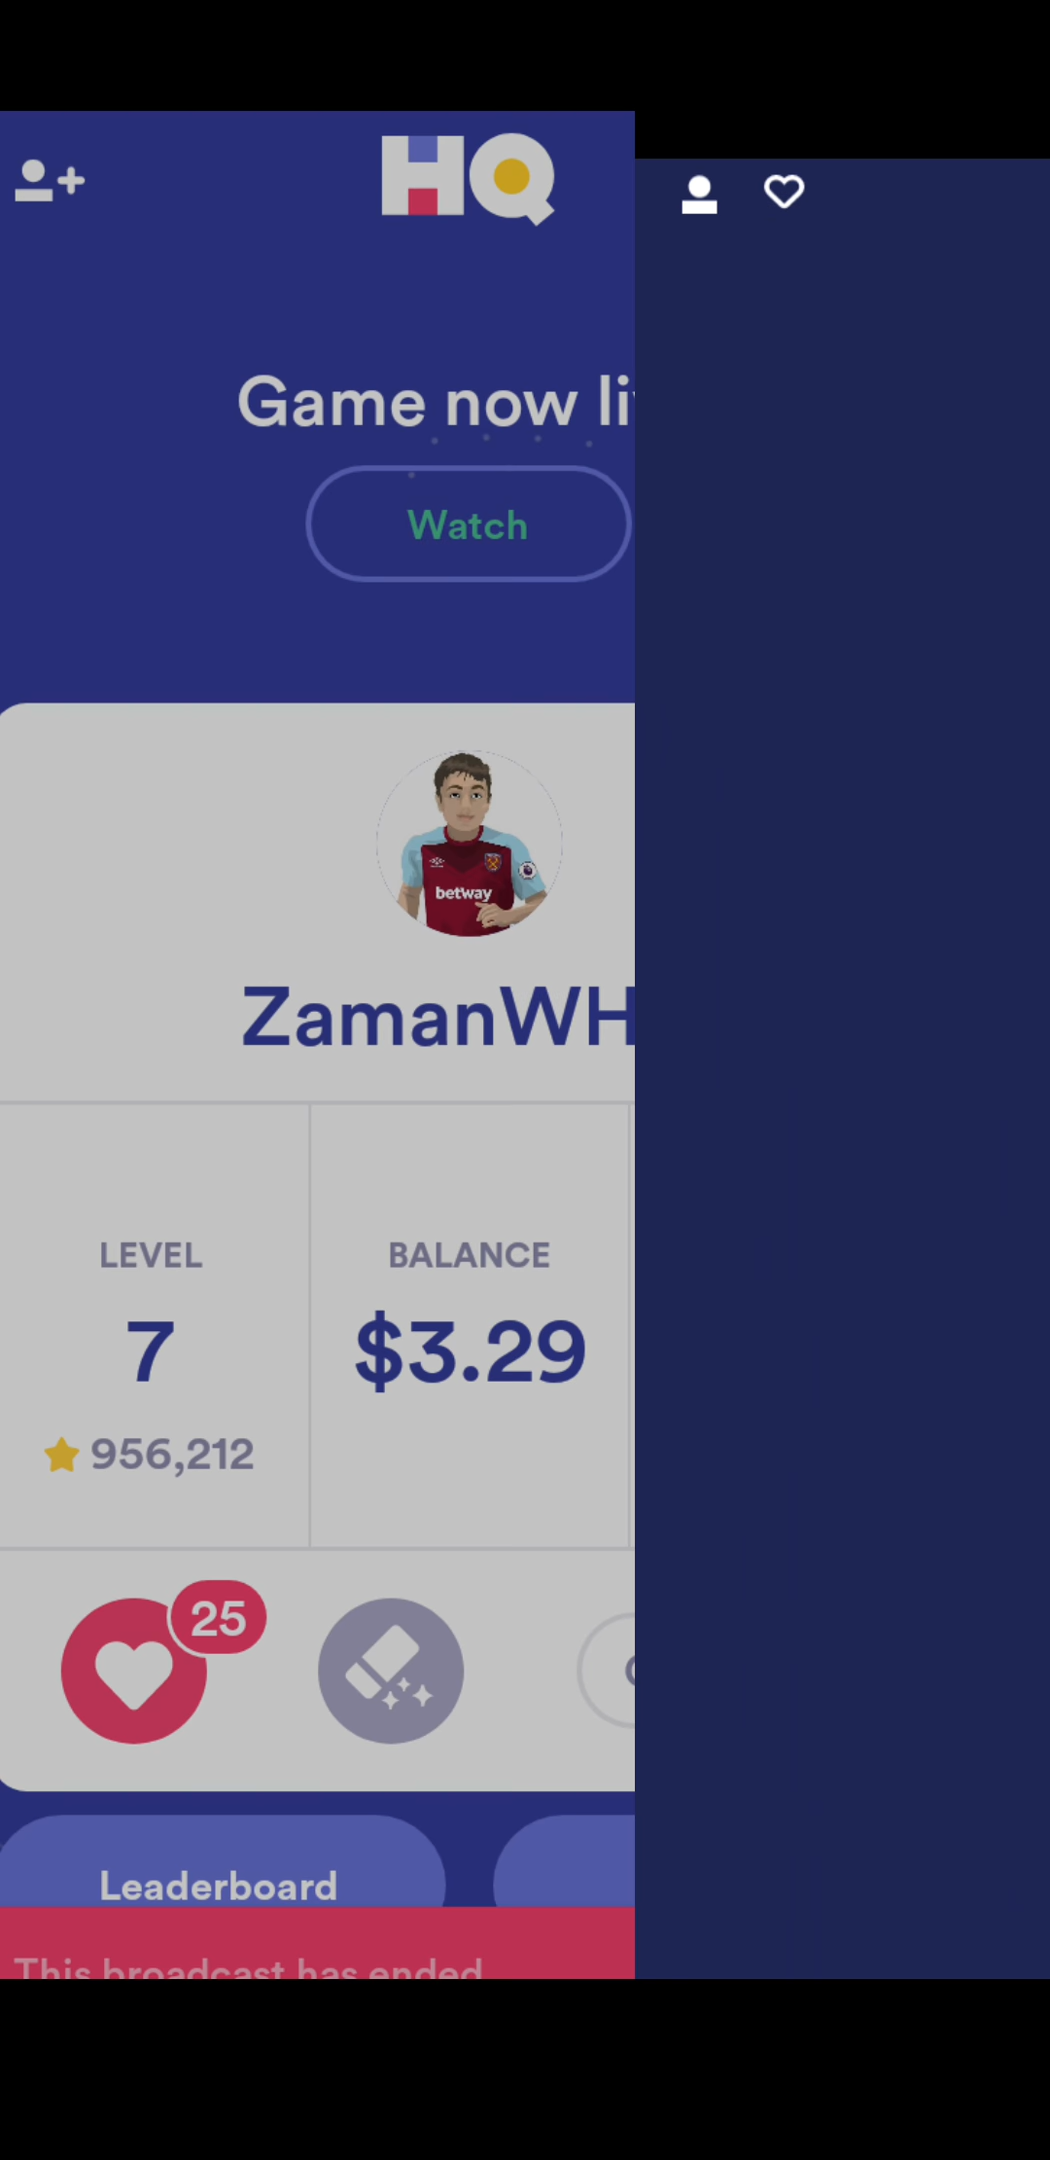 HQ
Game now li
Watch
betway
ZamanWH
LEVEL
BALANCE
7
$3.29
956,212
25
Leaderboard
This broadcast has ended